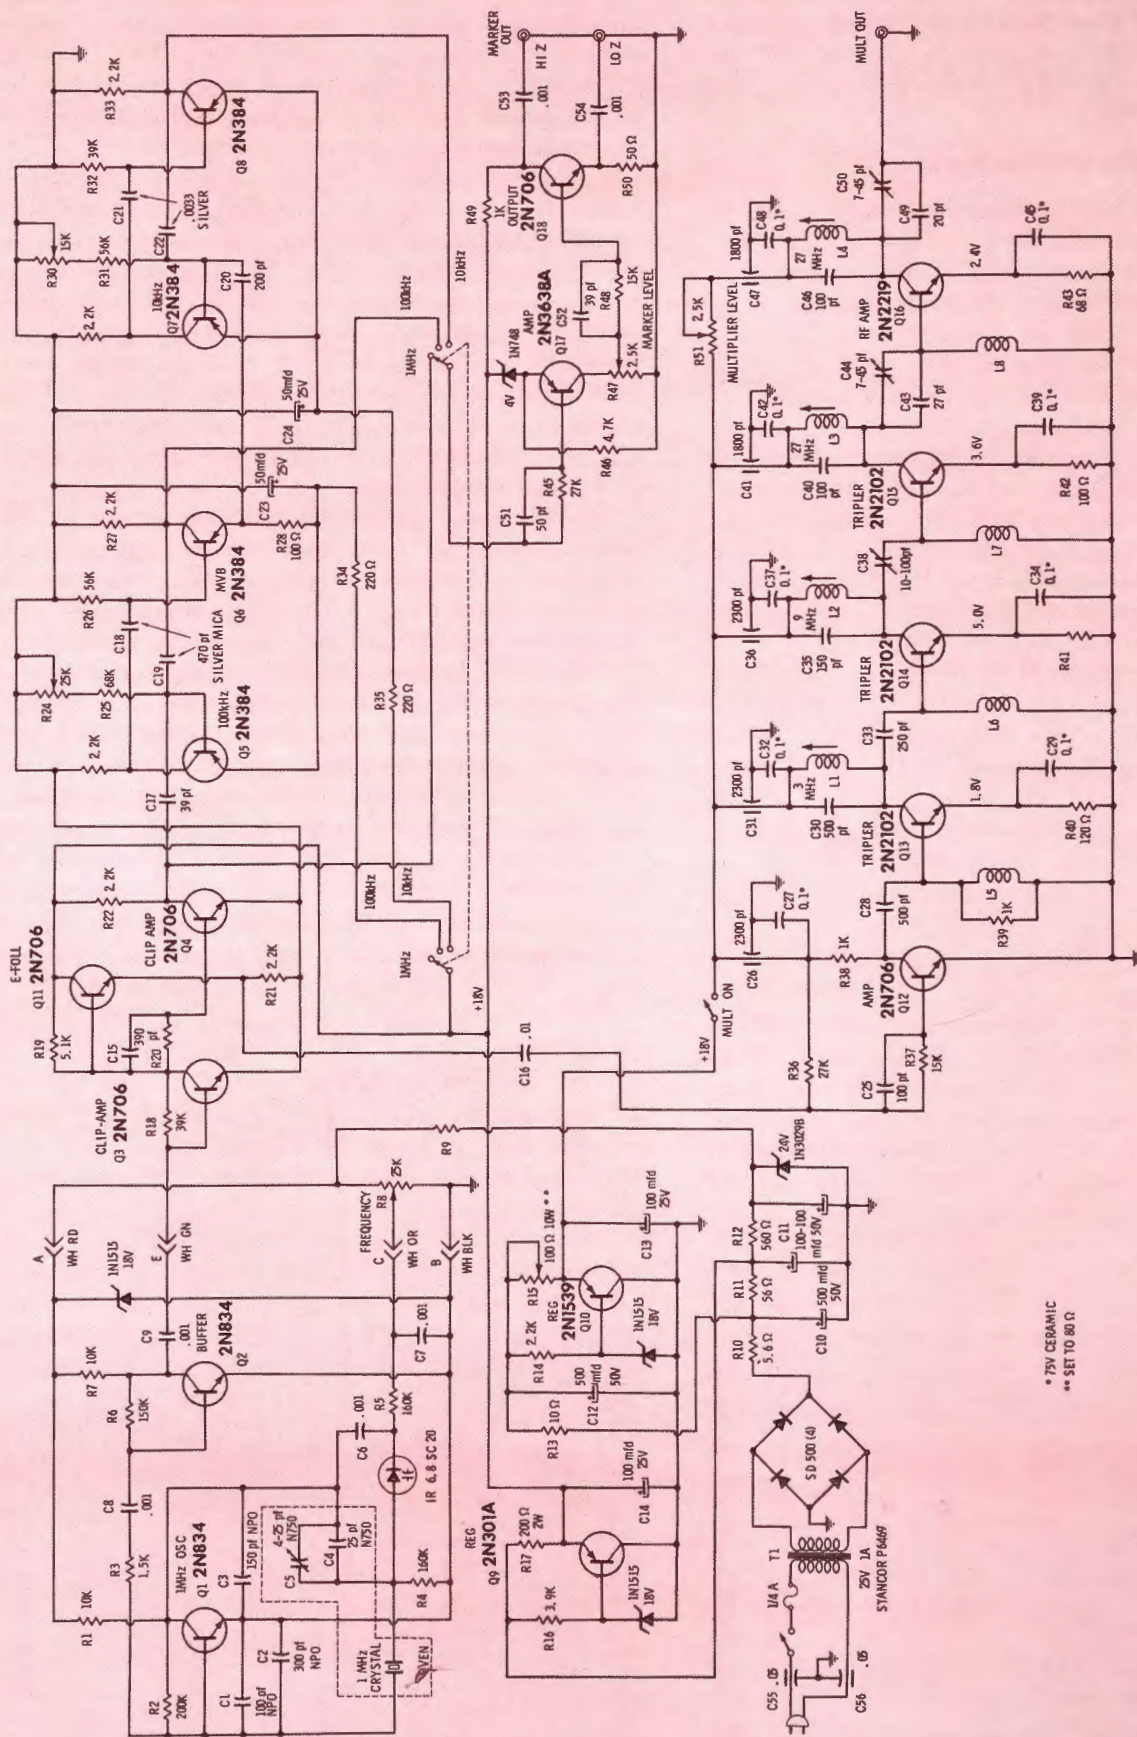 R1
10K
R2
200K
C1
100 pf
NPO
C2
300 pf
NPO
R3
1.5K
C8
.001
1MHz OSC
Q1 2N834
C3
150 pf NPO
1 MHz
CRYSTAL
OVEN
C5
4-25 pf
N750
C4
25 pf
N750
R4
160K
IR 6.8 SC 20
C6
.001
R5
160K
C7
.001
R6
150K
R7
10K
C9
.001
BUFFER
2N834
Q2
1N1515
18V
A
WH RD
E
WH GN
FREQUENCY
C
WH OR
B
WH BLK
R8
25K
R9
CLIP-AMP
Q3 2N706
R18
39K
R19
5.1K
C15
390
pf
R20
E-FOLL
Q11 2N706
R21
2.2K
R22
2.2K
CLIP AMP
2N706
Q4
C16
.01
C17
39 pf
2.2K
100kHz
Q5 2N384
R24
25K
R25
68K
C19
470 pf
SILVER MICA
C18
R26
56K
R27
2.2K
MVB
Q6 2N384
C23
50mfd
25V
R28
100 Ω
R34
220 Ω
R35
220 Ω
C24
50mfd
25V
2.2K
10kHz
Q7 2N384
R30
15K
R31
56K
C20
200 pf
C22
.0033
SILVER
C21
R32
39K
R33
2.2K
Q8 2N384
1MHz
100kHz
10kHz
+18V
1MHz
100kHz
10kHz
C51
50 pf
R45
27K
R46
4.7K
4V
1N748
AMP
2N3638A
Q17
R47
2.5K
MARKER LEVEL
C52
39 pf
R48
15K
R49
1K
OUTPUT
2N706
Q18
R50
50 Ω
C53
.001
C54
.001
MARKER
OUT
HI Z
LO Z
REG
Q9 2N301A
R16
3.9K
R17
200 Ω
2W
1N1515
18V
C14
100 mfd
25V
R13
10 Ω
C12
500
mfd
50V
R14
2.2K
R15
100 Ω 10W **
REG
2N1539
Q10
1N1515
18V
C13
100 mfd
25V
C55 .05
C56
.05
1/4 A
T1
25V 1A
STANCOR P6469
SD 500 (4)
R10
5.6 Ω
C10
500 mfd
50V
R11
56 Ω
C11
100-100
mfd 50V
R12
560 Ω
24V
1N3029B
+18V
MULT ON
R36
27K
C25
100 pf
R37
15K
AMP
2N706
Q12
R38
1K
C26
2300 pf
C27
0.1*
C28
500 pf
R39
1K
L5
TRIPLER
2N2102
Q13
C31
2300 pf
C32
0.1*
C30
500
pf
3
MHz
L1
1.8V
R40
120 Ω
C29
0.1*
C33
250 pf
L6
TRIPLER
2N2102
Q14
C36
2300 pf
C37
0.1*
C35
150
pf
9
MHz
L2
5.0V
R41
C34
0.1*
C38
10-100pf
L7
TRIPLER
2N2102
Q15
C41
1800 pf
C42
0.1*
C40
100
pf
27
MHz
L3
3.6V
R42
100 Ω
C39
0.1*
C44
7-45 pf
C43
27 pf
L8
MULTIPLIER LEVEL
R51
2.5K
RF AMP
2N2219
Q16
C47
1800 pf
C48
0.1*
C46
100
pf
27
MHz
L4
2.4V
R43
68 Ω
C45
0.1*
C50
7-45 pf
C49
20 pf
MULT OUT
* 75V CERAMIC
** SET TO 80 Ω